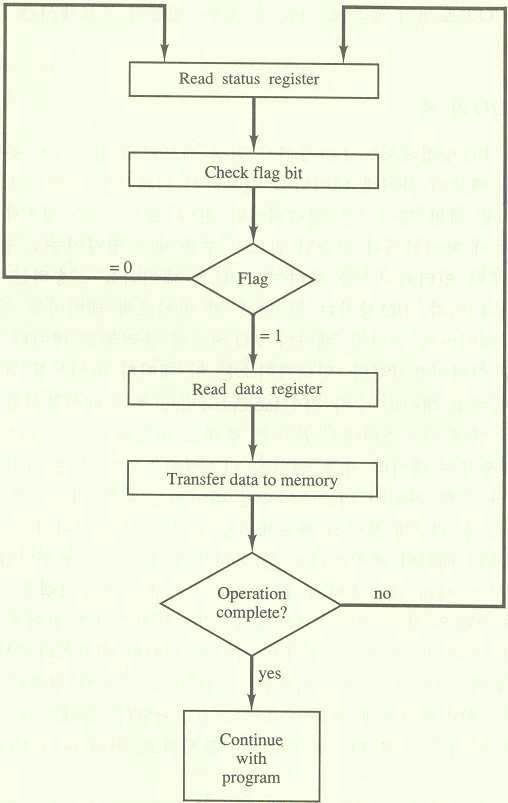 Read status register
Check flag bit
= 0
Flag
= 1
Read data register
Transfer data to memory
Operation
complete?
no
yes
Continue
with
program